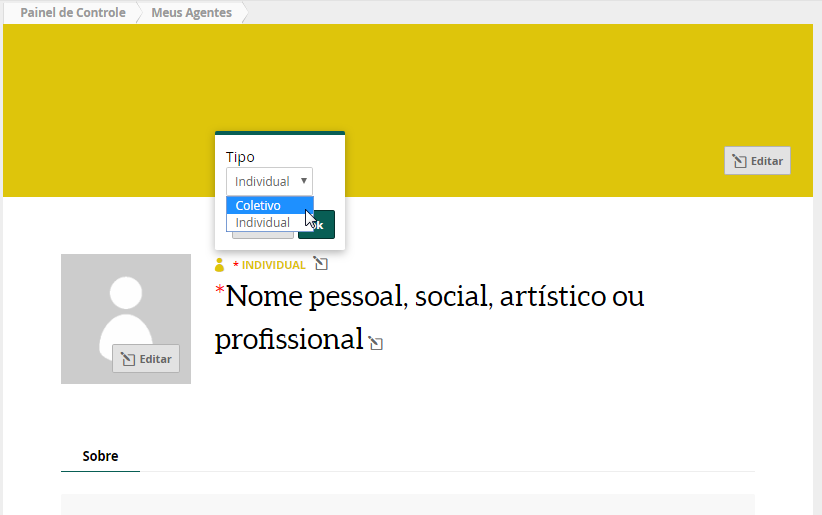 Painel de Controle Meus Agentes
Tipo
Editar
Individual
Coletivo
Individual
* INDIVIDUAL
*Nome pessoal, social, artístico ou
profissional
Editar
Sobre